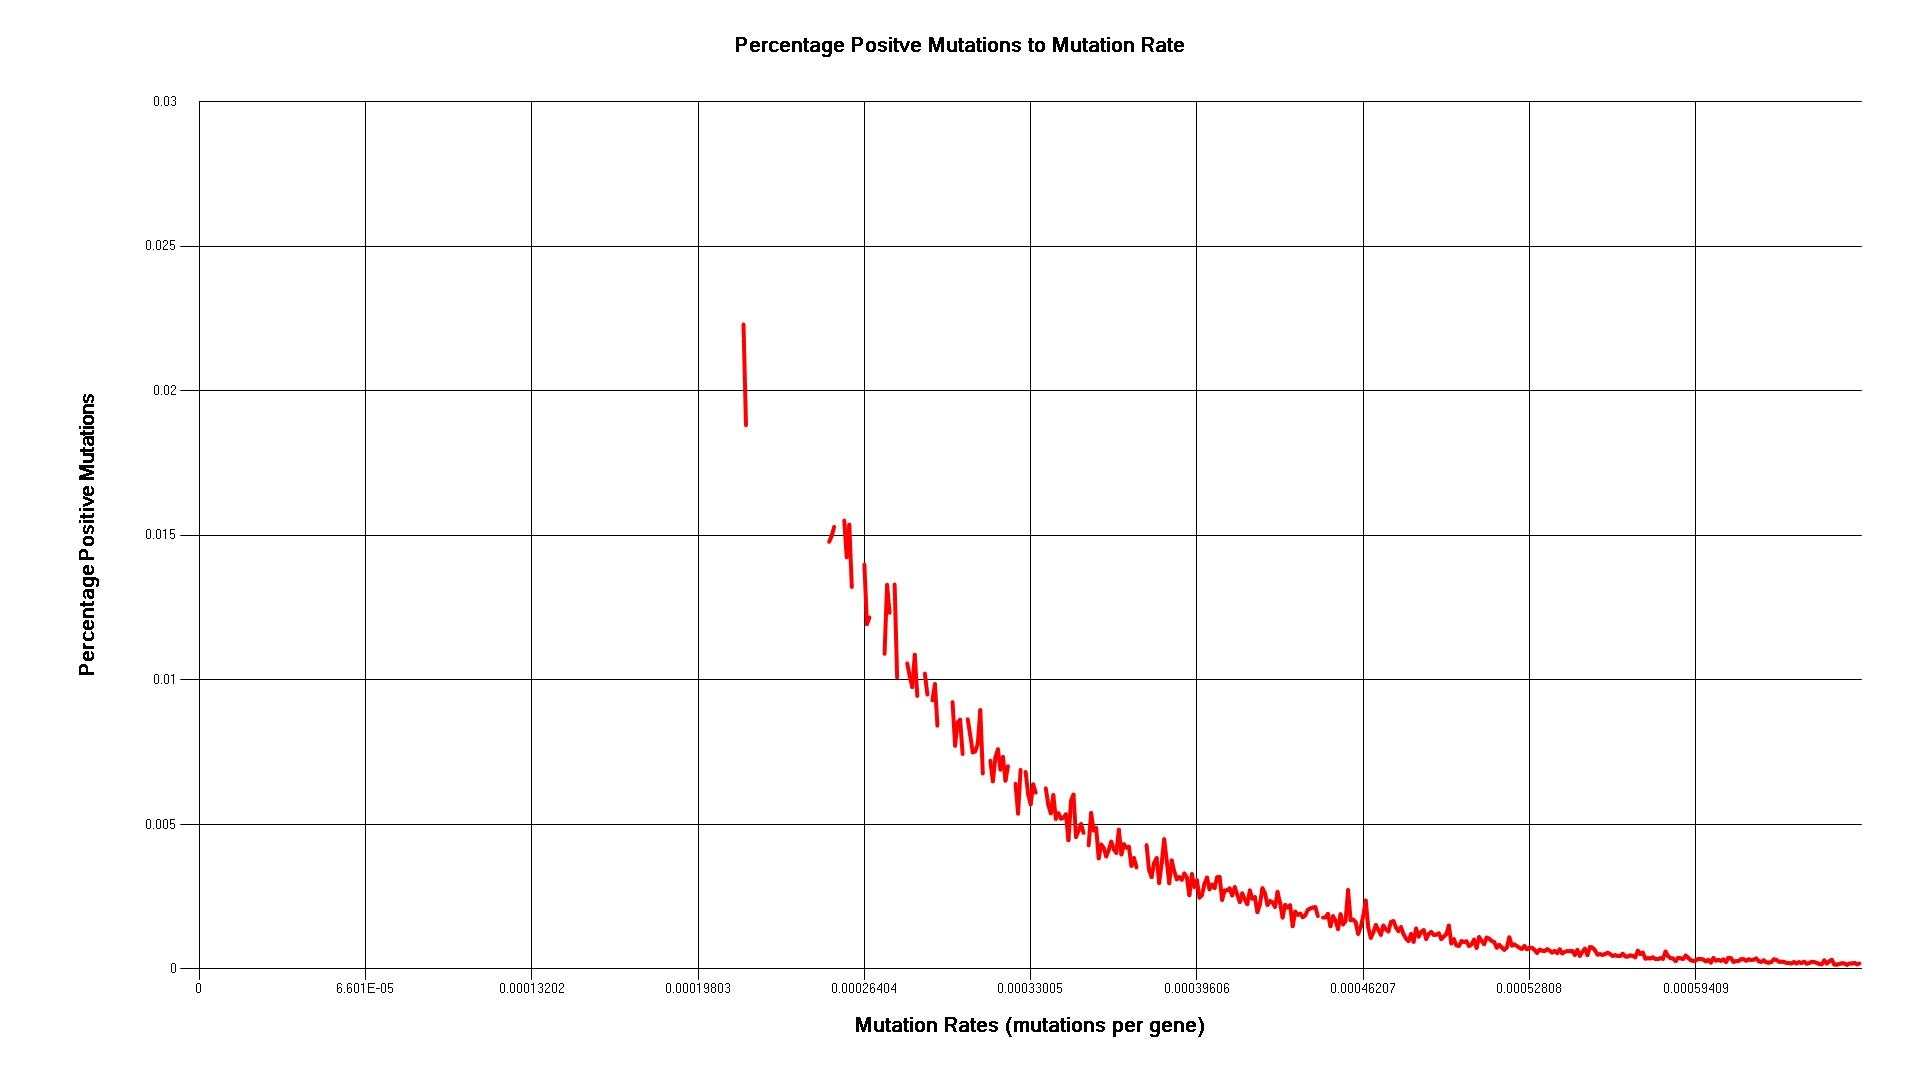 Percentage Positve Mutations to Mutation Rate
0.03
0.025
0.02
0.015
0.01
0.005
0
Percentage Positive Mutations
0 6.601E-05 0.00013202 0.00019803 0.00026404 0.00033005 0.00039606 0.00046207 0.00052808 0.00059409
Mutation Rates (mutations per gene)